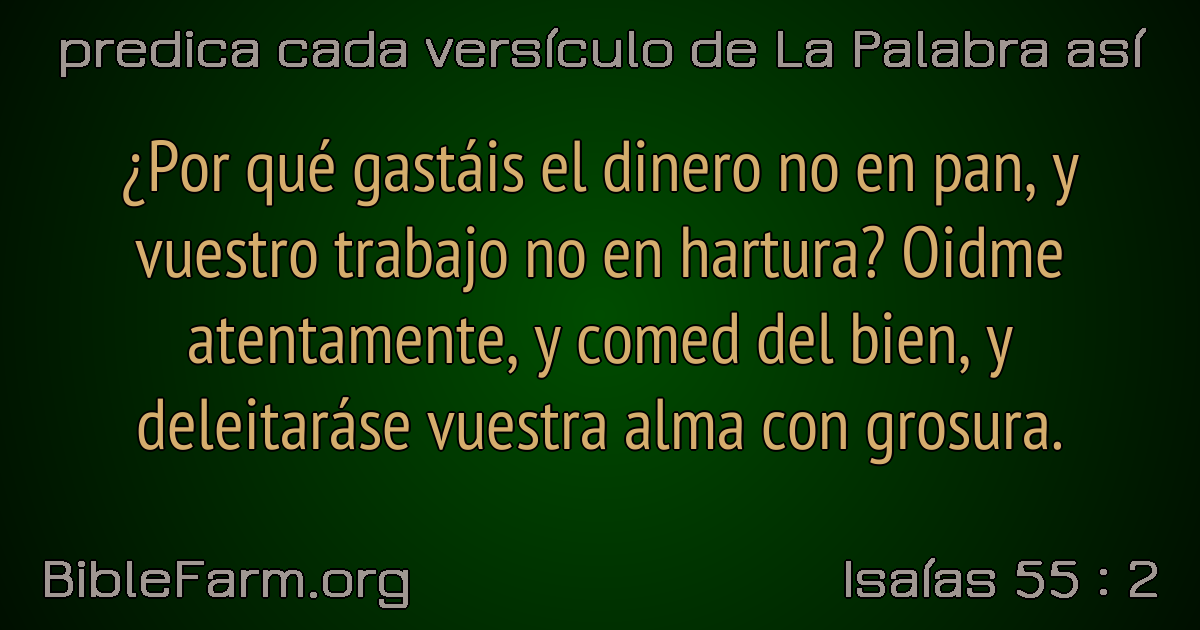 predica cada versículo de La Palabra así
¿Por qué gastáis el dinero no en pan, y
vuestro trabajo no en hartura? Oidme
atentamente, y comed del bien, y
deleitaráse vuestra alma con grosura.
BibleFarm.org
Isaías 55 : 2